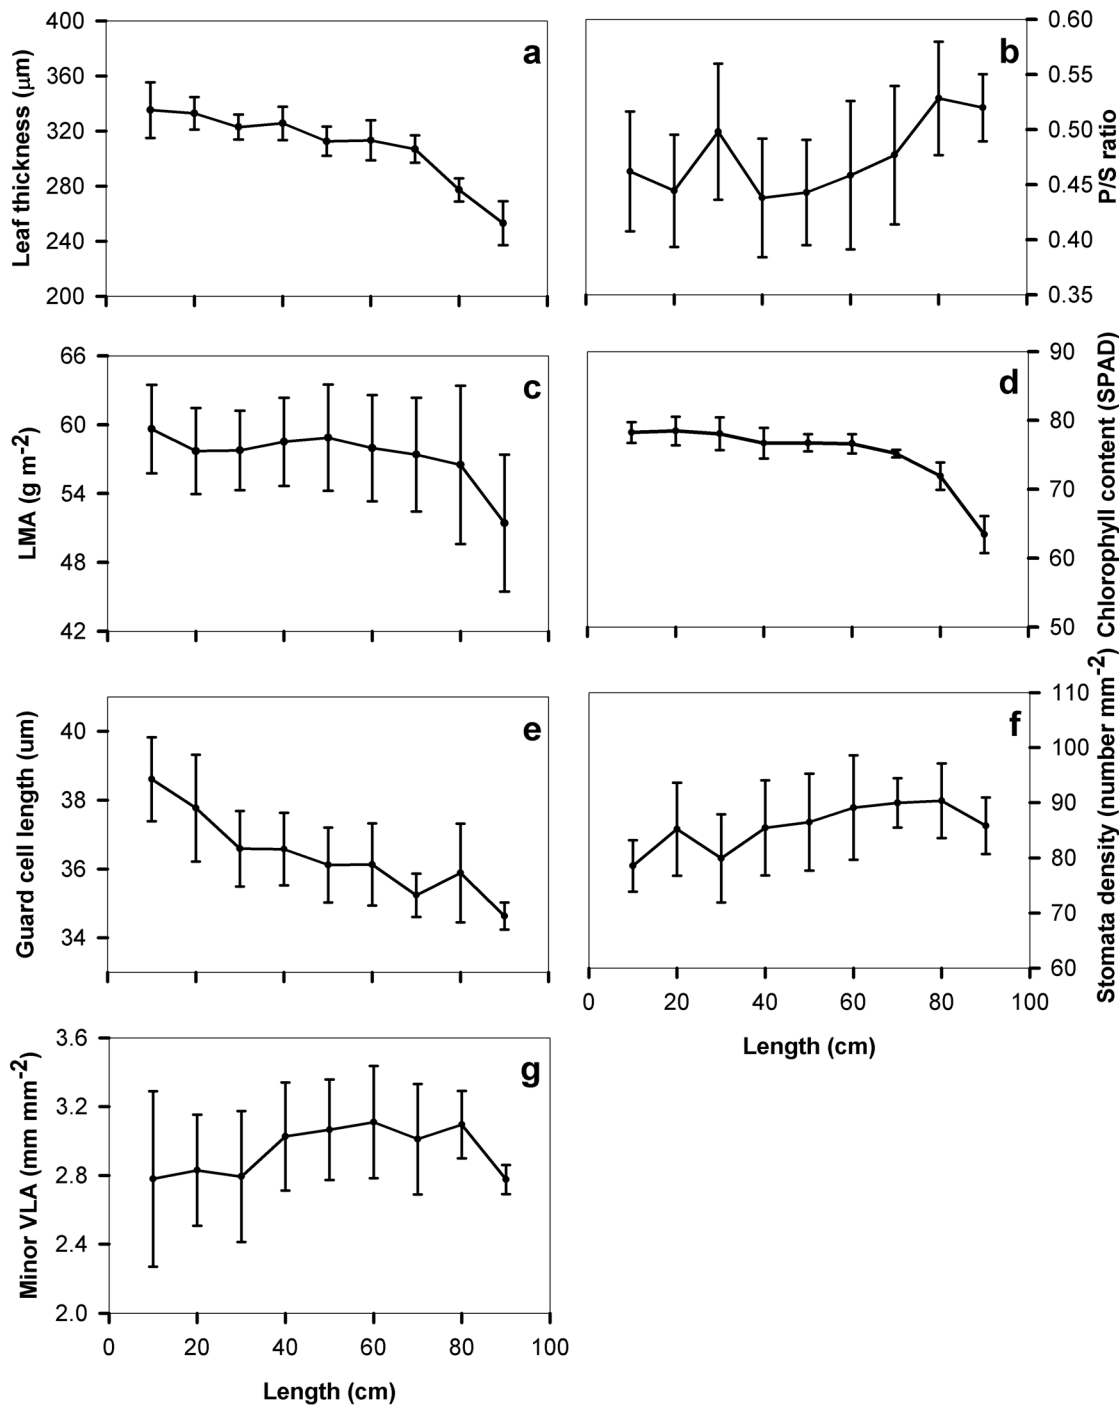 a
Leaf thickness (μm)
400
360
320
280
240
200
b
P/S ratio
0.60
0.55
0.50
0.45
0.40
0.35
c
LMA (g m-2)
66
60
54
48
42
d
Chlorophyll content (SPAD)
90
80
70
60
50
e
Guard cell length (um)
40
38
36
34
f
Stomata density (number mm-2)
110
100
90
80
70
60
0 20 40 60 80 100
Length (cm)
g
Minor VLA (mm mm-2)
3.6
3.2
2.8
2.4
2.0
0 20 40 60 80 100
Length (cm)